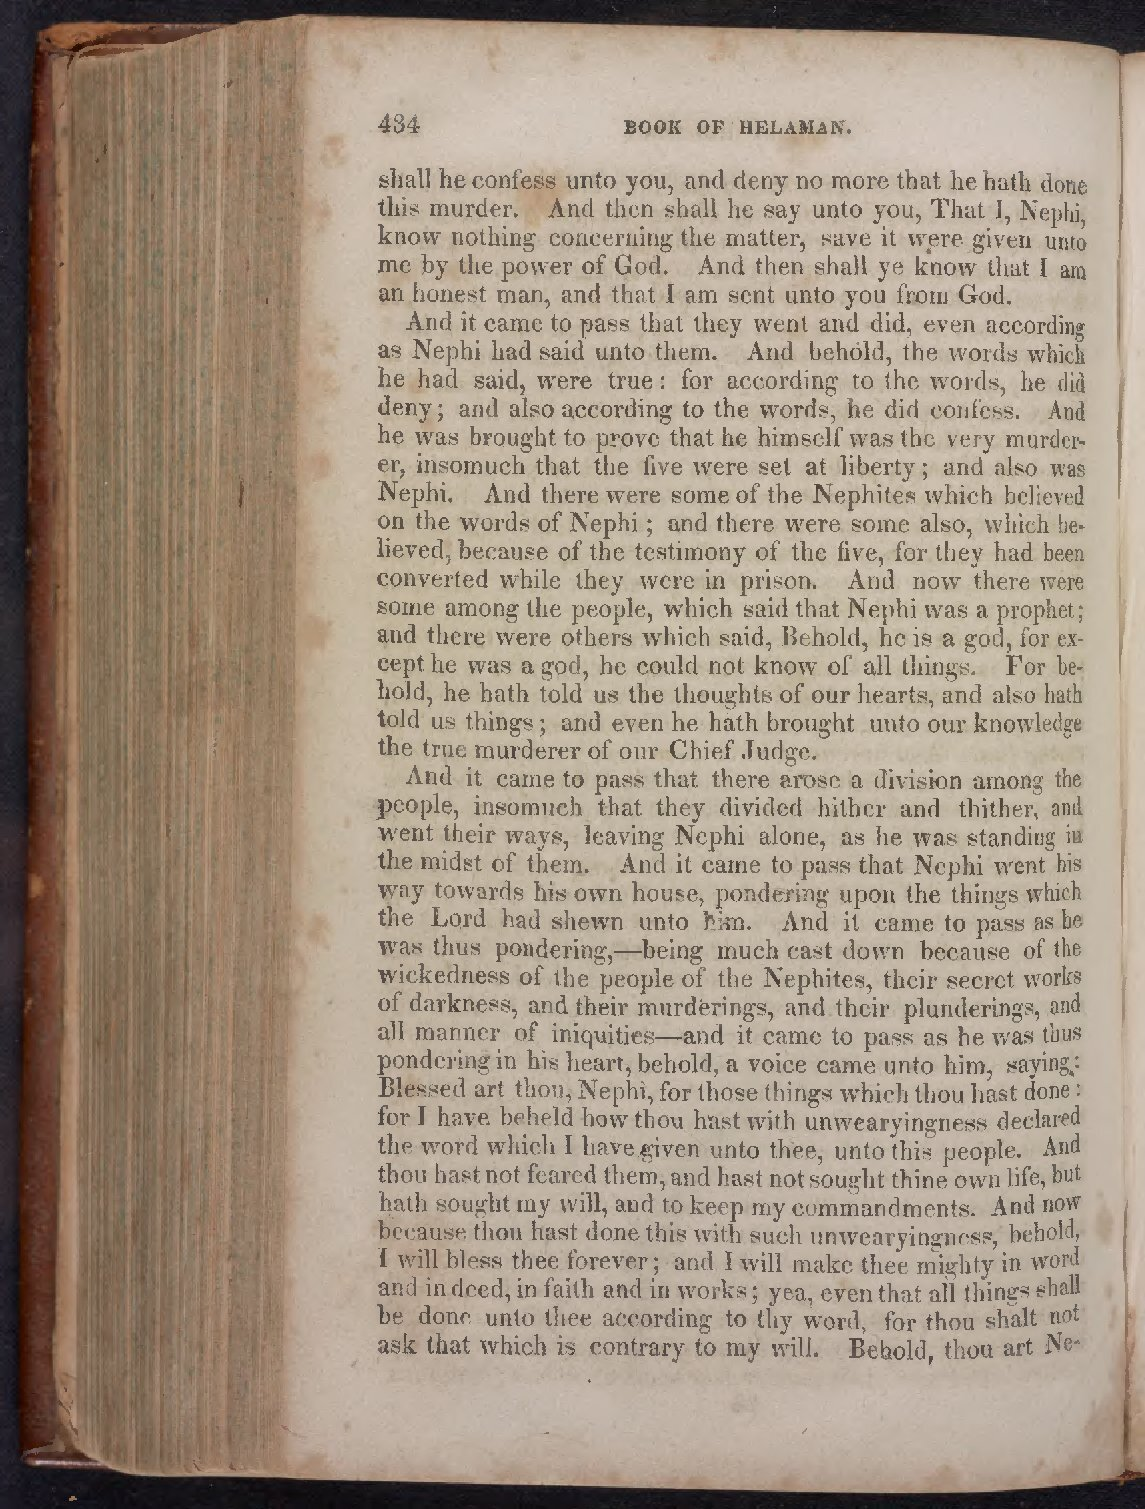 434 BOOK OF HELAMAN.
shall he confess unto you, and deny no more that he hath done
this murder. And then shall he say unto you, That I, Nephi,
know nothing concerning the matter, save it were given unto
me by the power of God. And then shall ye know that I am
an honest man, and that I am sent unto you from God.
And it came to pass that they went and did, even according
as Nephi had said unto them. And behold, the words which
he had said, were true: for according to the words, he did
deny; and also according to the words, he did confess. And
he was brought to prove that he himself was the very murder-
er, insomuch that the five were set at liberty; and also was
Nephi. And there were some of the Nephites which believed
on the words of Nephi; and there were some also, which be-
lieved, because of the testimony of the five, for they had been
converted while they were in prison. And now there were
some among the people, which said that Nephi was a prophet;
and there were others which said, Behold, he is a god, for ex-
cept he was a god, he could not know of all things. For be-
hold, he hath told us the thoughts of our hearts, and also hath
told us things; and even he hath brought unto our knowledge
the true murderer of our Chief Judge.
And it came to pass that there arose a division among the
people, insomuch that they divided hither and thither, and
went their ways, leaving Nephi alone, as he was standing in
the midst of them. And it came to pass that Nephi went his
way towards his own house, pondering upon the things which
the Lord had shewn unto him. And it came to pass as he
was thus pondering,—being much cast down because of the
wickedness of the people of the Nephites, their secret works
of darkness, and their murderings, and their plunderings, and
all manner of iniquities—and it came to pass as he was thus
pondering in his heart, behold, a voice came unto him, saying:
Blessed art thou, Nephi, for those things which thou hast done:
for I have beheld how thou hast with unwearyingness declared
the word which I have given unto thee, unto this people. And
thou hast not feared them, and hast not sought thine own life, but
hath sought my will, and to keep my commandments. And now
because thou hast done this with such unwearyingness, behold,
I will bless thee forever; and I will make thee mighty in word
and in deed, in faith and in works; yea, even that all things shall
be done unto thee according to thy word, for thou shalt not
ask that which is contrary to my will. Behold, thou art Ne-